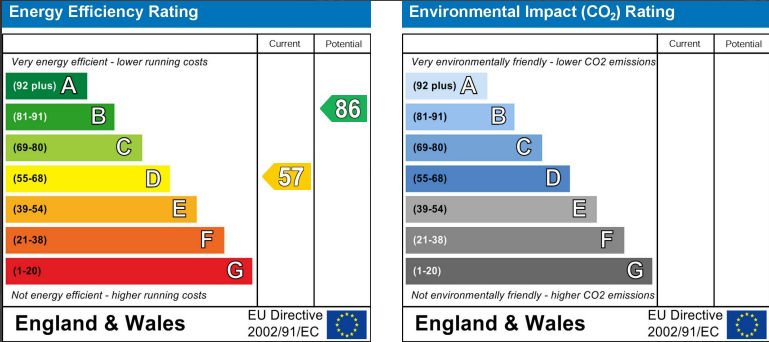 Energy Efficiency Rating
Current Potential
Very energy efficient - lower running costs
(92 plus) A
(81-91) B
86
(69-80) C
(55-68) D
57
(39-54) E
(21-38) F
(1-20) G
Not energy efficient - higher running costs
England & Wales
EU Directive
2002/91/EC
Environmental Impact (CO₂) Rating
Current Potential
Very environmentally friendly - lower CO2 emissions
(92 plus) A
(81-91) B
(69-80) C
(55-68) D
(39-54) E
(21-38) F
(1-20) G
Not environmentally friendly - higher CO2 emissions
England & Wales
EU Directive
2002/91/EC